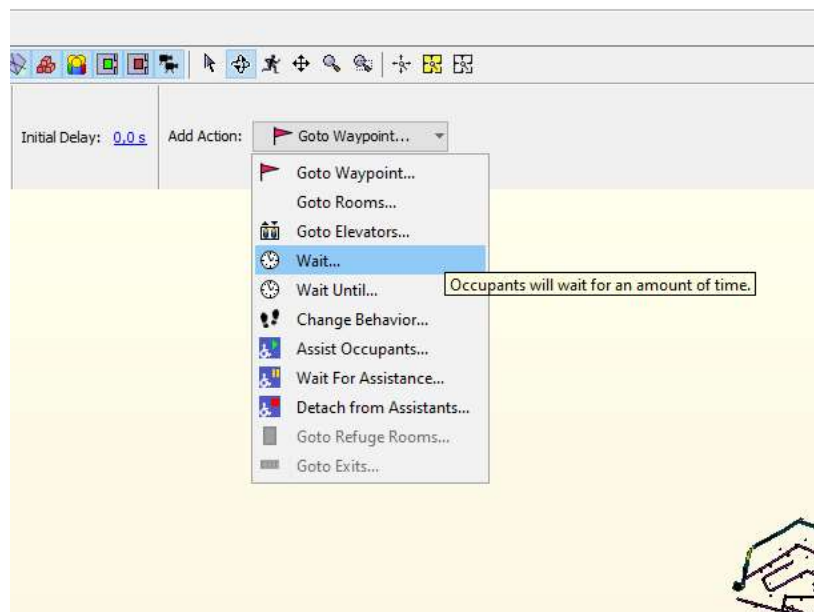 Initial Delay: 0,0 s Add Action: Goto Waypoint...
Goto Waypoint...
Goto Rooms...
Goto Elevators...
Wait...
Occupants will wait for an amount of time.
Wait Until...
Change Behavior...
Assist Occupants...
Wait For Assistance...
Detach from Assistants...
Goto Refuge Rooms...
Goto Exits...